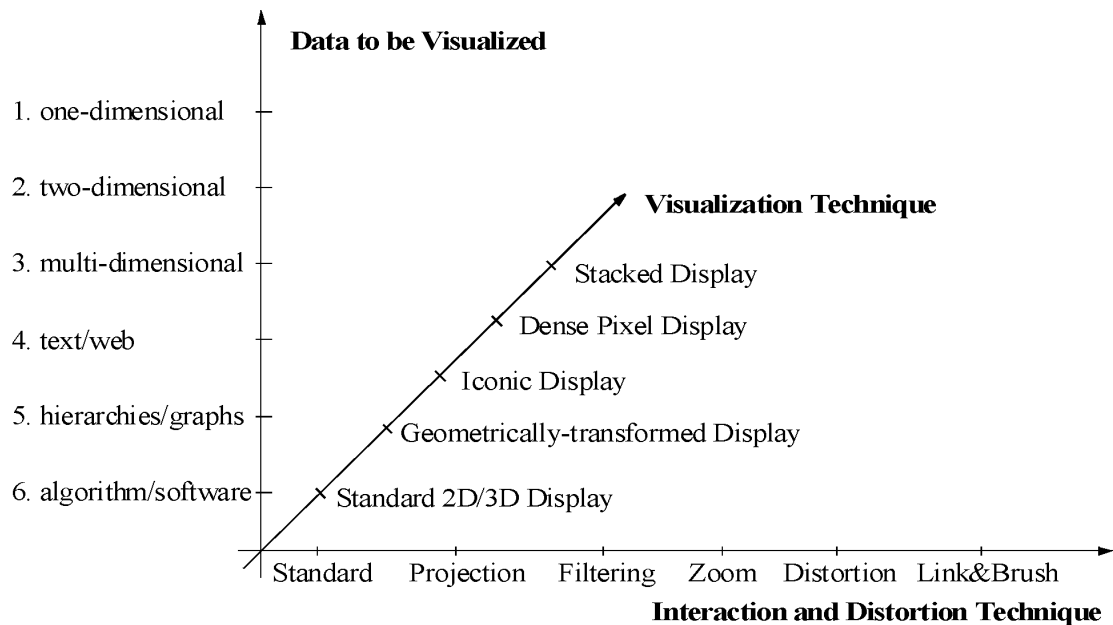 Data to be Visualized
1. one-dimensional
2. two-dimensional
Visualization Technique
3. multi-dimensional
Stacked Display
Dense Pixel Display
4. text/web
Iconic Display
5. hierarchies/graphs
Geometrically-transformed Display
6. algorithm/software
Standard 2D/3D Display
Standard Projection Filtering Zoom Distortion Link&Brush
Interaction and Distortion Technique